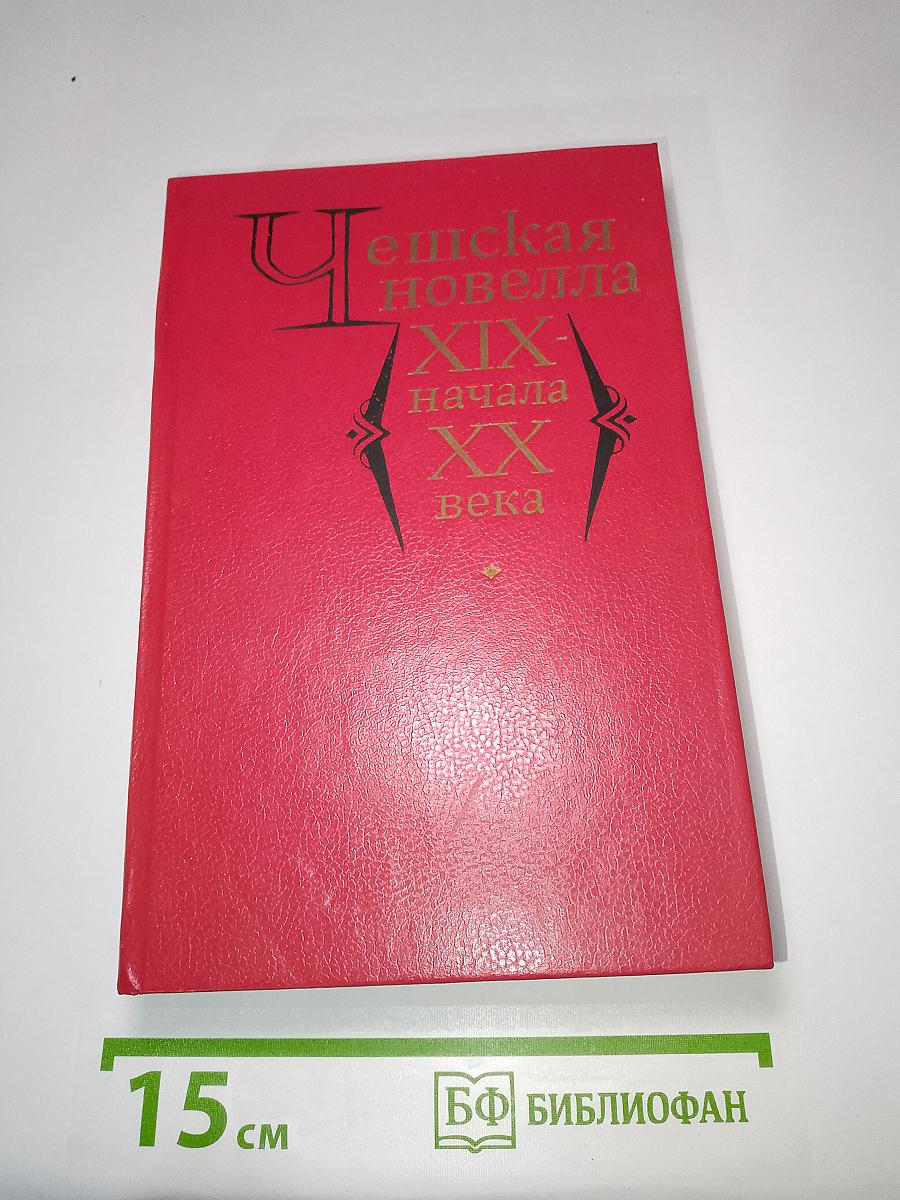 Чешская
новелла
XIX-
начала
XX
века
15 см
БФ БИБЛИОФАН